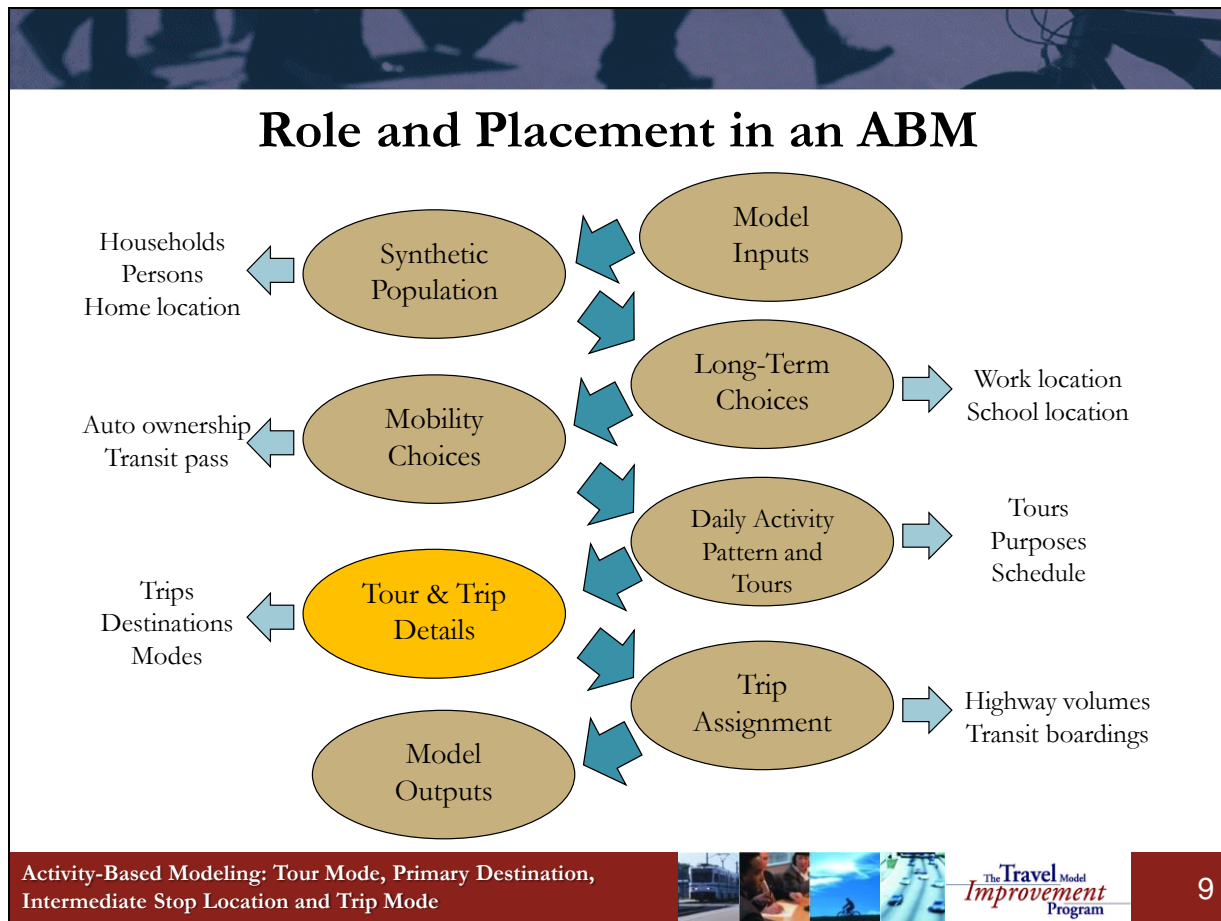 Role and Placement in an ABM
Model
Inputs
Synthetic
Population
Households
Persons
Home location
Long-Term
Choices
Work location
School location
Mobility
Choices
Auto ownership
Transit pass
Daily Activity
Pattern and
Tours
Tours
Purposes
Schedule
Tour & Trip
Details
Trips
Destinations
Modes
Trip
Assignment
Highway volumes
Transit boardings
Model
Outputs
Activity-Based Modeling: Tour Mode, Primary Destination,
Intermediate Stop Location and Trip Mode
The Travel Model
Improvement
Program
9